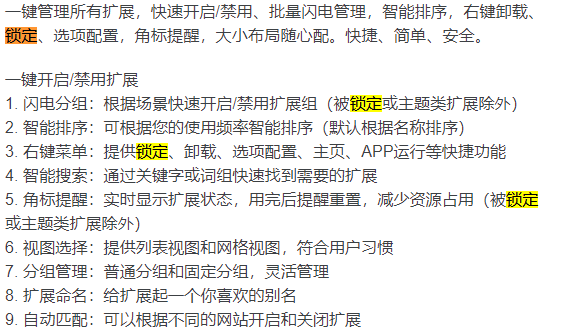 一键管理所有扩展，快速开启/禁用、批量闪电管理，智能排序，右键卸载、
锁定、选项配置，角标提醒，大小布局随心配。快捷、简单、安全。
一键开启/禁用扩展
1. 闪电分组：根据场景快速开启/禁用扩展组（被锁定或主题类扩展除外）
2. 智能排序：可根据您的使用频率智能排序（默认根据名称排序）
3. 右键菜单：提供锁定、卸载、选项配置、主页、APP运行等快捷功能
4. 智能搜索：通过关键字或词组快速找到需要的扩展
5. 角标提醒：实时显示扩展状态，用完后提醒重置，减少资源占用（被锁定
或主题类扩展除外）
6. 视图选择：提供列表视图和网格视图，符合用户习惯
7. 分组管理：普通分组和固定分组，灵活管理
8. 扩展命名：给扩展起一个你喜欢的别名
9. 自动匹配：可以根据不同的网站开启和关闭扩展